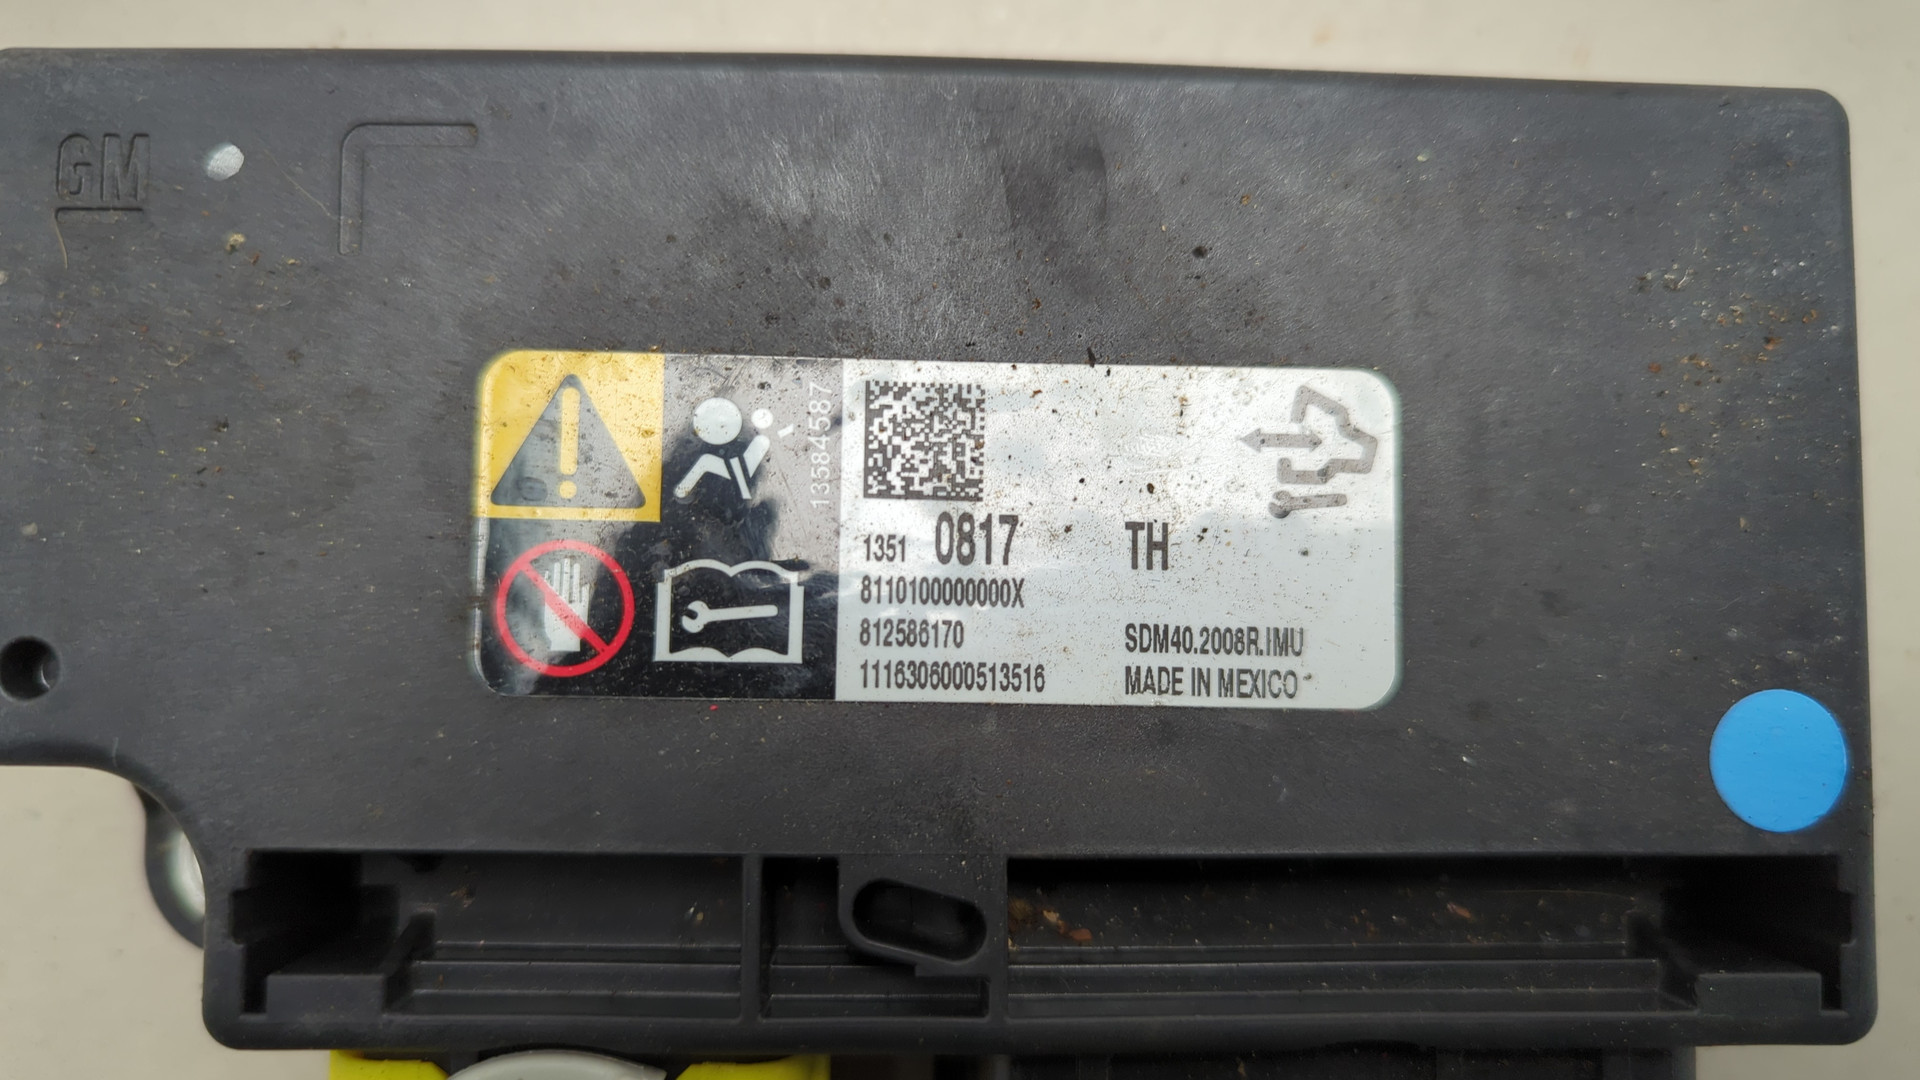 GM
13584587
1351 0817 TH
8110100000000X
812586170 SDM40.2008R.IMU
1116306000513516 MADE IN MEXICO